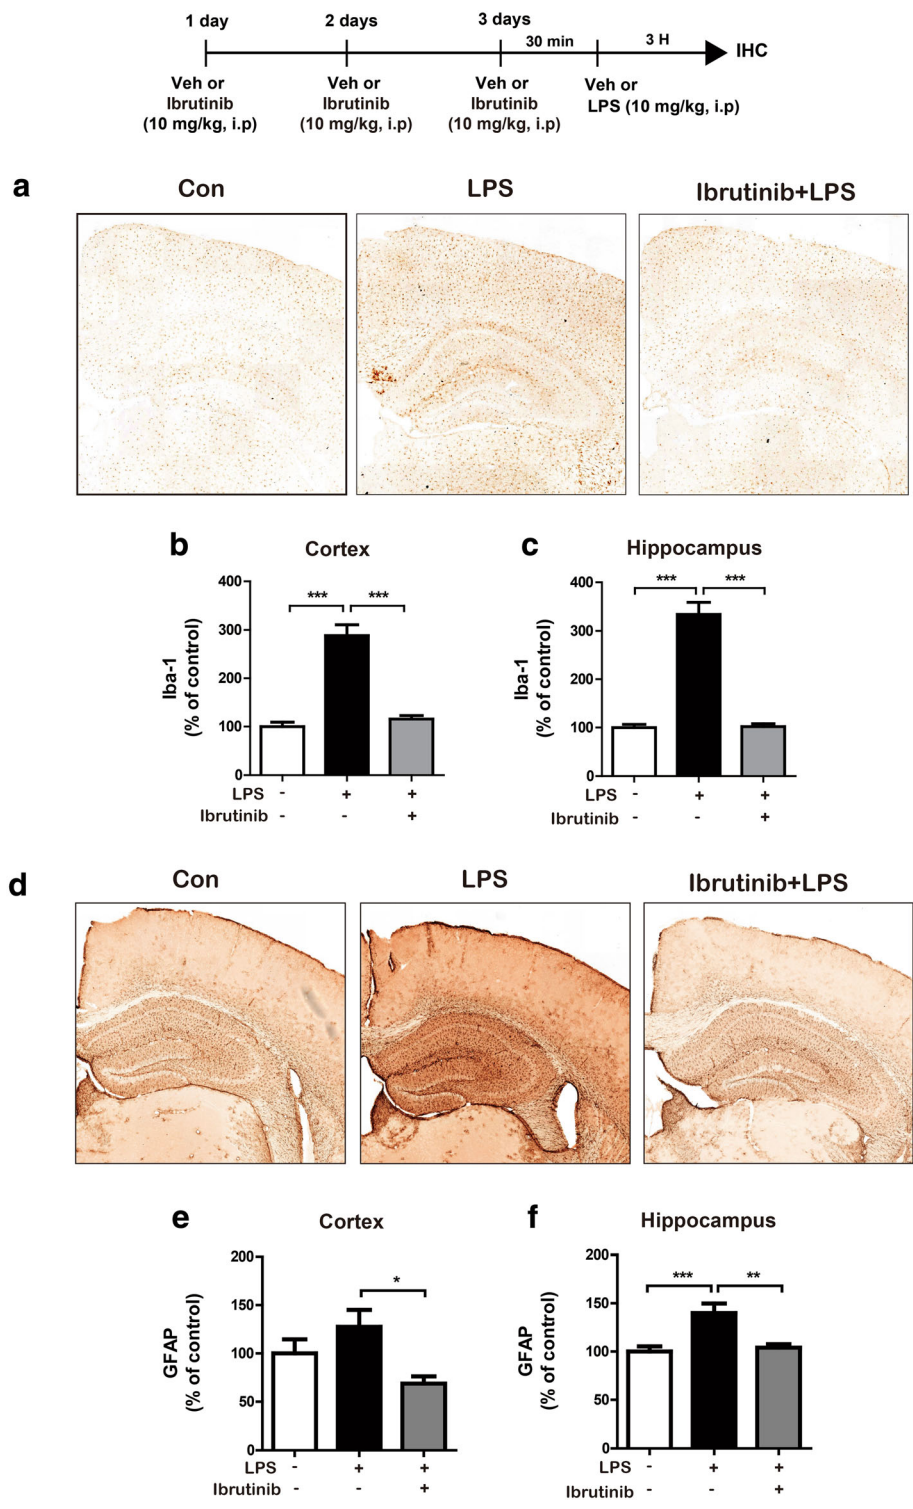 1 day
2 days
3 days
30 min
3 H
IHC
Veh or
Ibrutinib
(10 mg/kg, i.p)
Veh or
Ibrutinib
(10 mg/kg, i.p)
Veh or
Ibrutinib
(10 mg/kg, i.p)
Veh or
LPS (10 mg/kg, i.p)
a
Con
LPS
Ibrutinib+LPS
b
Cortex
Iba-1
(% of control)
400
300
200
100
0
***
***
LPS - + +
Ibrutinib - - +
c
Hippocampus
Iba-1
(% of control)
400
300
200
100
0
***
***
LPS - + +
Ibrutinib - - +
d
Con
LPS
Ibrutinib+LPS
e
Cortex
GFAP
(% of control)
200
150
100
50
0
*
LPS - + +
Ibrutinib - - +
f
Hippocampus
GFAP
(% of control)
200
150
100
50
0
***
**
LPS - + +
Ibrutinib - - +